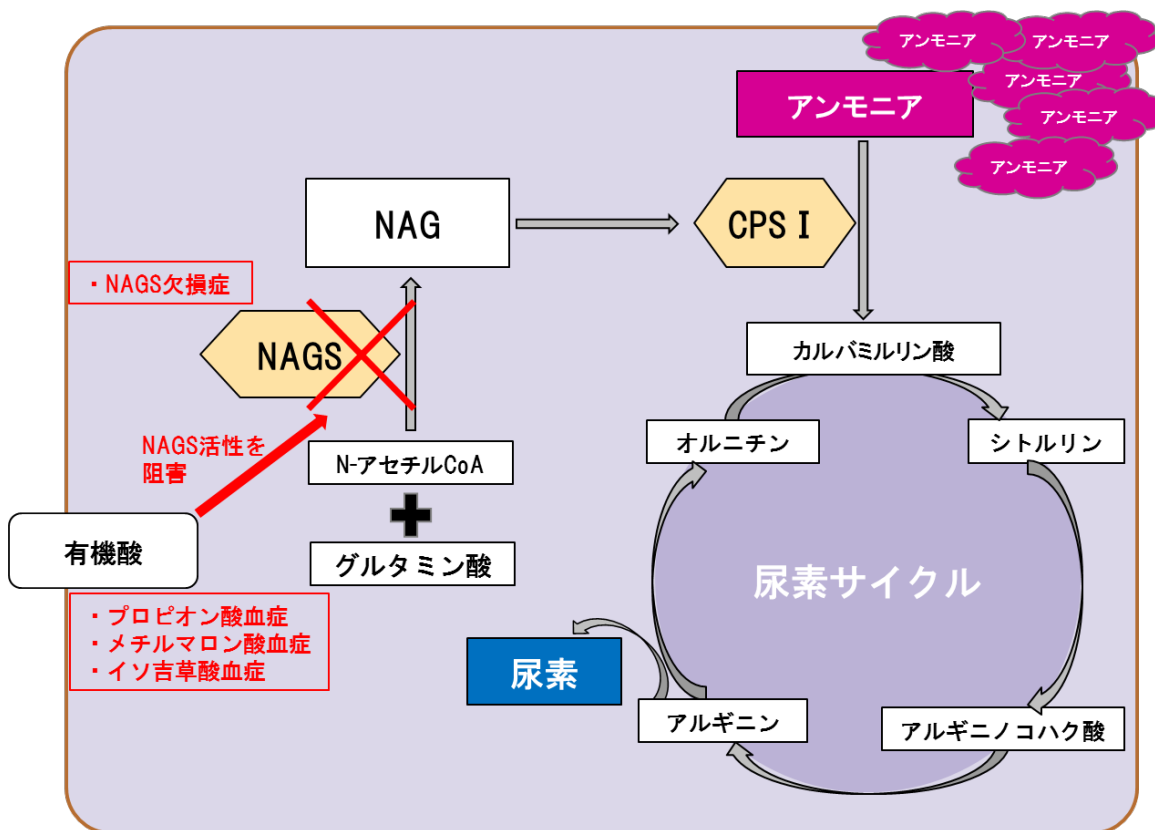 アンモニア
アンモニア
アンモニア
アンモニア
アンモニア
アンモニア
NAG
CPS Ⅰ
・NAGS欠損症
NAGS
カルバミルリン酸
オルニチン
シトルリン
NAGS活性を
阻害
N-アセチルCoA
有機酸
グルタミン酸
尿素サイクル
・プロピオン酸血症
・メチルマロン酸血症
・イソ吉草酸血症
尿素
アルギニン
アルギニノコハク酸